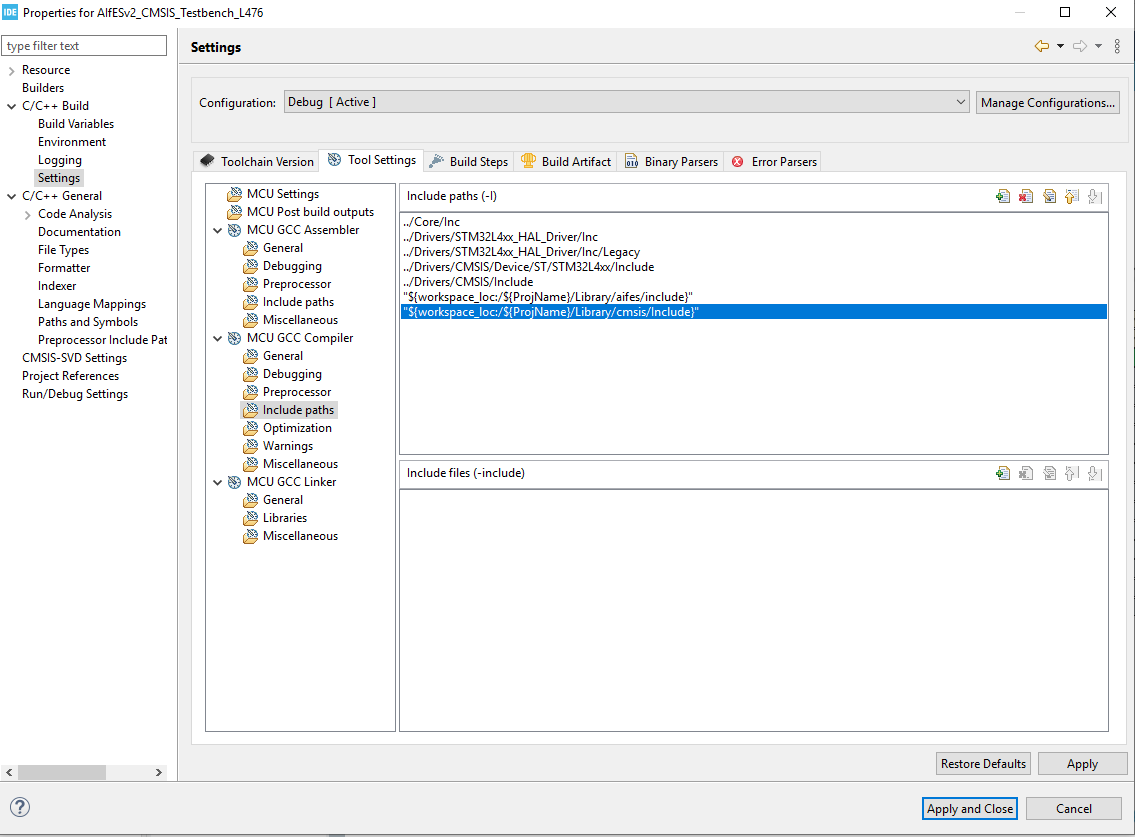 IDE Properties for AIfESv2_CMSIS_Testbench_L476
type filter text
Resource
Builders
C/C++ Build
Build Variables
Environment
Logging
Settings
C/C++ General
Code Analysis
Documentation
File Types
Formatter
Indexer
Language Mappings
Paths and Symbols
Preprocessor Include Pat
CMSIS-SVD Settings
Project References
Run/Debug Settings
Settings
Configuration:
Debug [ Active ]
Manage Configurations...
Toolchain Version
Tool Settings
Build Steps
Build Artifact
Binary Parsers
Error Parsers
MCU Settings
MCU Post build outputs
MCU GCC Assembler
General
Debugging
Preprocessor
Include paths
Miscellaneous
MCU GCC Compiler
General
Debugging
Preprocessor
Include paths
Optimization
Warnings
Miscellaneous
MCU GCC Linker
General
Libraries
Miscellaneous
Include paths (-I)
../Core/Inc
../Drivers/STM32L4xx_HAL_Driver/Inc
../Drivers/STM32L4xx_HAL_Driver/Inc/Legacy
../Drivers/CMSIS/Device/ST/STM32L4xx/Include
../Drivers/CMSIS/Include
"${workspace_loc:/${ProjName}/Library/aifes/include}"
"${workspace_loc:/${ProjName}/Library/cmsis/Include}"
Include files (-include)
Restore Defaults
Apply
?
Apply and Close
Cancel